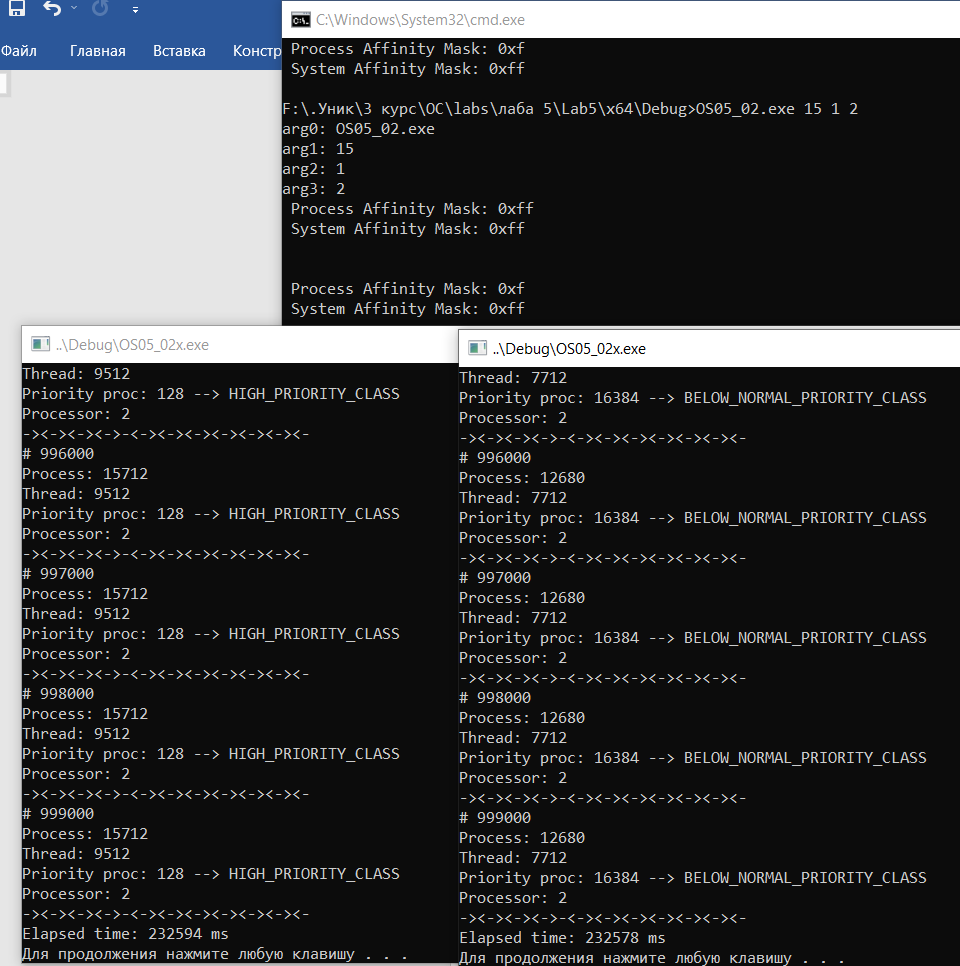 Файл Главная Вставка Констр
C:\Windows\System32\cmd.exe
Process Affinity Mask: 0xf
System Affinity Mask: 0xff
F:\.Уник\3 курс\ОС\labs\лаба 5\Lab5\x64\Debug>OS05_02.exe 15 1 2
arg0: OS05_02.exe
arg1: 15
arg2: 1
arg3: 2
Process Affinity Mask: 0xff
System Affinity Mask: 0xff
Process Affinity Mask: 0xf
System Affinity Mask: 0xff
..\Debug\OS05_02x.exe
Thread: 9512
Priority proc: 128 --> HIGH_PRIORITY_CLASS
Processor: 2
-><-><-><->-<-><-><-><-><-><-><-
# 996000
Process: 15712
Thread: 9512
Priority proc: 128 --> HIGH_PRIORITY_CLASS
Processor: 2
-><-><-><->-<-><-><-><-><-><-><-
# 997000
Process: 15712
Thread: 9512
Priority proc: 128 --> HIGH_PRIORITY_CLASS
Processor: 2
-><-><-><->-<-><-><-><-><-><-><-
# 998000
Process: 15712
Thread: 9512
Priority proc: 128 --> HIGH_PRIORITY_CLASS
Processor: 2
-><-><-><->-<-><-><-><-><-><-><-
# 999000
Process: 15712
Thread: 9512
Priority proc: 128 --> HIGH_PRIORITY_CLASS
Processor: 2
-><-><-><->-<-><-><-><-><-><-><-
Elapsed time: 232594 ms
Для продолжения нажмите любую клавишу . . .
..\Debug\OS05_02x.exe
Thread: 7712
Priority proc: 16384 --> BELOW_NORMAL_PRIORITY_CLASS
Processor: 2
-><-><-><->-<-><-><-><-><-><-><-
# 996000
Process: 12680
Thread: 7712
Priority proc: 16384 --> BELOW_NORMAL_PRIORITY_CLASS
Processor: 2
-><-><-><->-<-><-><-><-><-><-><-
# 997000
Process: 12680
Thread: 7712
Priority proc: 16384 --> BELOW_NORMAL_PRIORITY_CLASS
Processor: 2
-><-><-><->-<-><-><-><-><-><-><-
# 998000
Process: 12680
Thread: 7712
Priority proc: 16384 --> BELOW_NORMAL_PRIORITY_CLASS
Processor: 2
-><-><-><->-<-><-><-><-><-><-><-
# 999000
Process: 12680
Thread: 7712
Priority proc: 16384 --> BELOW_NORMAL_PRIORITY_CLASS
Processor: 2
-><-><-><->-<-><-><-><-><-><-><-
Elapsed time: 232578 ms
Для продолжения нажмите любую клавишу . . .